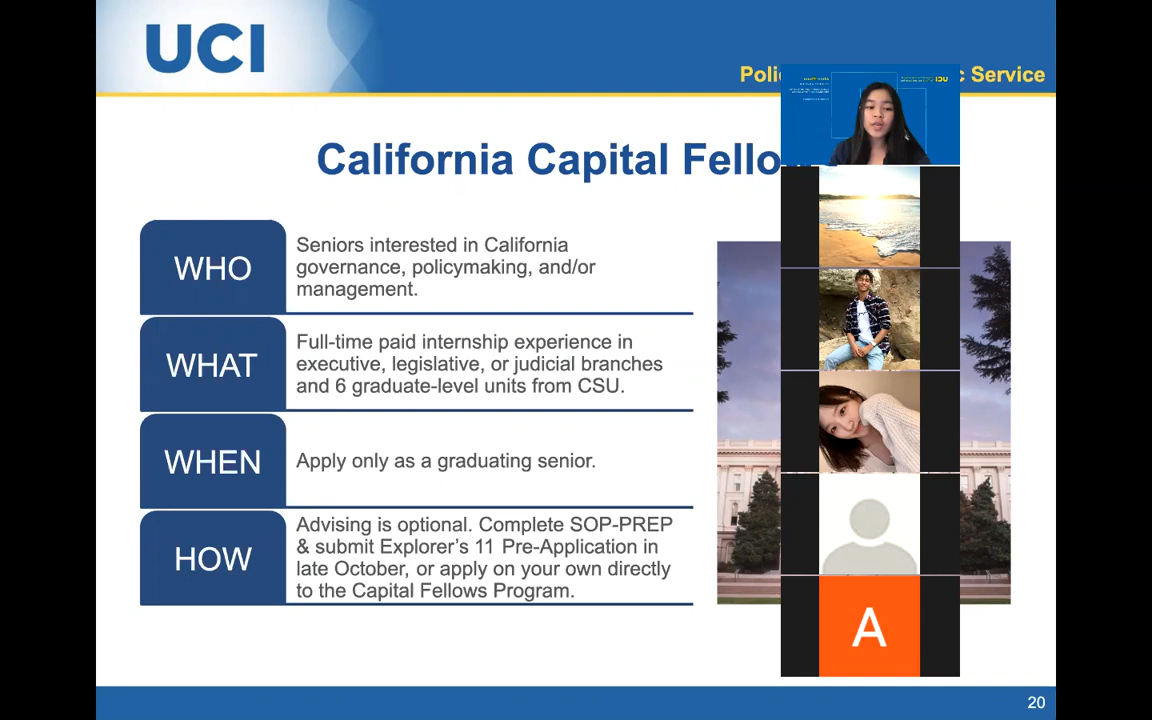 UCI
Poli
c Service
California Capital Fello
WHO
Seniors interested in California
governance, policymaking, and/or
management.
WHAT
Full-time paid internship experience in
executive, legislative, or judicial branches
and 6 graduate-level units from CSU.
WHEN
Apply only as a graduating senior.
HOW
Advising is optional. Complete SOP-PREP
& submit Explorer's 11 Pre-Application in
late October, or apply on your own directly
to the Capital Fellows Program.
UCI
A
20